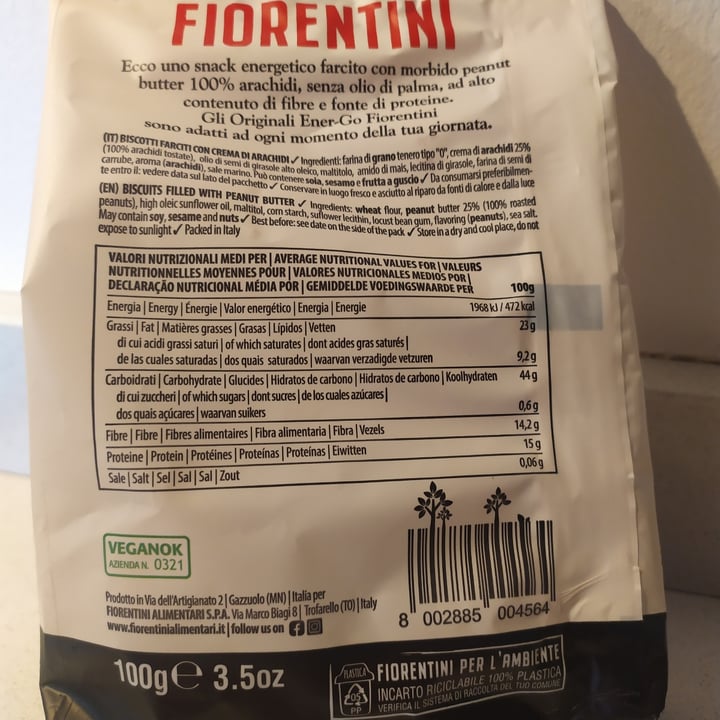 FIORENTINI
Ecco uno snack energetico farcito con morbido peanut
butter 100% arachidi, senza olio di palma, ad alto
contenuto di fibre e fonte di proteine.
Gli Originali Ener-Go Fiorentini
sono adatti ad ogni momento della tua giornata.
(IT) BISCOTTI FARCITI CON CREMA DI ARACHIDI ✓ Ingredienti: farina di grano tenero tipo "0", crema di arachidi 25%
(100% arachidi tostate), olio di semi di girasole alto oleico, maltitolo, amido di mais, lecitina di girasole, farina di semi di
carrube, aroma (arachidi), sale marino. Può contenere soia, sesamo e frutta a guscio ✓ Da consumarsi preferibilmen-
te entro il: vedere data sul lato del pacchetto ✓ Conservare in luogo fresco e asciutto al riparo da fonti di calore e dalla luce
(EN) BISCUITS FILLED WITH PEANUT BUTTER ✓ Ingredients: wheat flour, peanut butter 25% (100% roasted
peanuts), high oleic sunflower oil, maltitol, corn starch, suflower lecithin, locust bean gum, flavoring (peanuts), sea salt.
May contain soy, sesame and nuts ✓ Best before: see date on the side of the pack ✓ Store in a dry and cool place, do not
expose to sunlight ✓ Packed in Italy
VALORI NUTRIZIONALI MEDI PER | AVERAGE NUTRITIONAL VALUES FOR | VALEURS
NUTRITIONNELLES MOYENNES POUR | VALORES NUTRICIONALES MEDIOS POR |
DECLARAÇÃO NUTRICIONAL MÉDIA POR | GEMIDDELDE VOEDINGSWAARDE PER 100g
Energia | Energy | Énergie | Valor energético | Energia | Energie 1968 kJ / 472 kcal
Grassi | Fat | Matières grasses | Grasas | Lípidos | Vetten 23 g
di cui acidi grassi saturi | of which saturates | dont acides gras saturés |
de las cuales saturadas | dos quais saturados | waarvan verzadigde vetzuren 9,2 g
Carboidrati | Carbohydrate | Glucides | Hidratos de carbono | Hidratos de carbono | Koolhydraten 44 g
di cui zuccheri | of which sugars | dont sucres | de los cuales azúcares |
dos quais açúcares | waarvan suikers 0,6 g
Fibre | Fibre | Fibres alimentaires | Fibra alimentaria | Fibra | Vezels 14,2 g
Proteine | Protein | Protéines | Proteínas | Proteínas | Eiwitten 15 g
Sale | Salt | Sel | Sal | Sal | Zout 0,06 g
VEGANOK
AZIENDA N. 0321
Prodotto in Via dell'Artigianato 2 | Gazzuolo (MN) | Italia per
FIORENTINI ALIMENTARI S.P.A. Via Marco Biagi 8 | Trofarello (TO) | Italy
www.fiorentinialimentari.it | follow us on
8 002885 004564
100g e 3.5oz
PLASTICA
05
PP
FIORENTINI PER L'AMBIENTE
INCARTO RICICLABILE 100% PLASTICA
VERIFICA IL SISTEMA DI RACCOLTA DEL TUO COMUNE